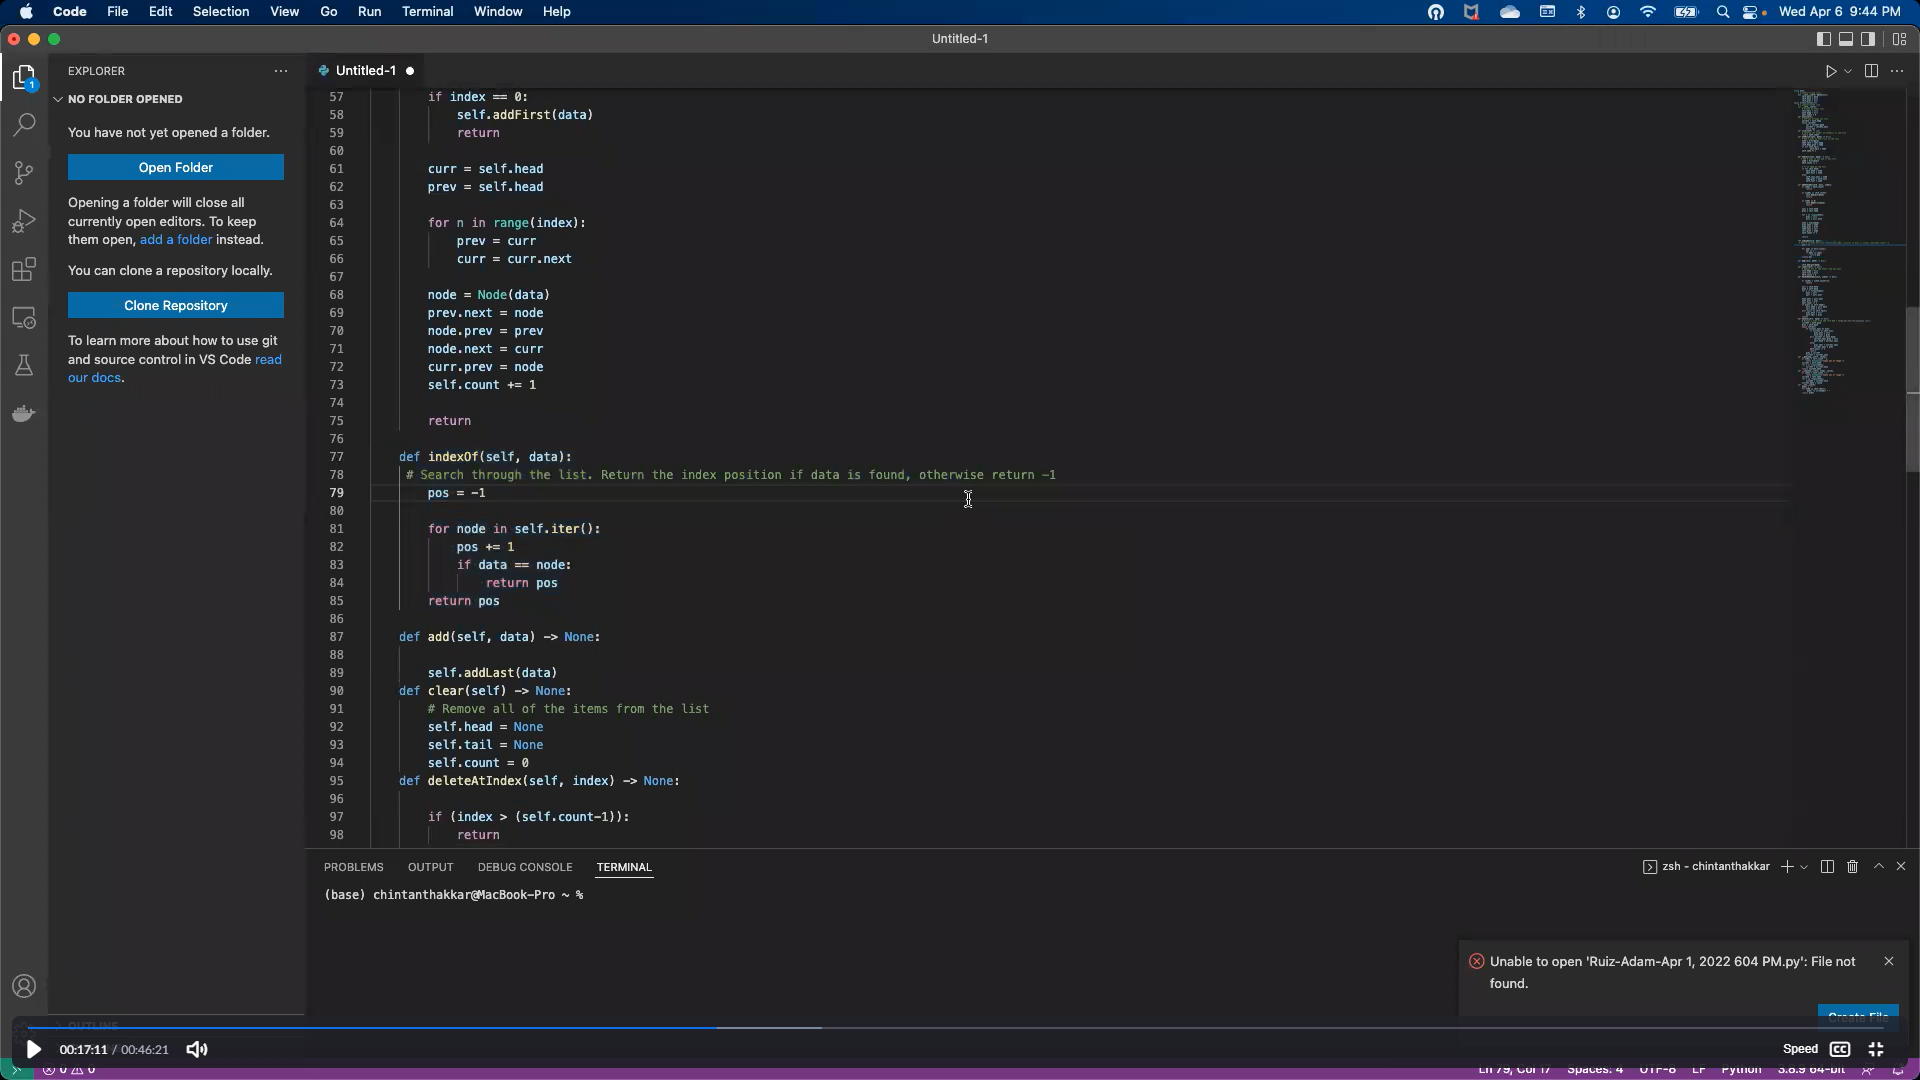 Code File Edit Selection View Go Run Terminal Window Help Wed Apr 6 9:44 PM
Untitled-1
EXPLORER
Untitled-1
NO FOLDER OPENED
You have not yet opened a folder.
Open Folder
Opening a folder will close all
currently open editors. To keep
them open, add a folder instead.
You can clone a repository locally.
Clone Repository
To learn more about how to use git
and source control in VS Code read
our docs.
57 if index == 0:
58 self.addFirst(data)
59 return
60
61 curr = self.head
62 prev = self.head
63
64 for n in range(index):
65 prev = curr
66 curr = curr.next
67
68 node = Node(data)
69 prev.next = node
70 node.prev = prev
71 node.next = curr
72 curr.prev = node
73 self.count += 1
74
75 return
76
77 def indexOf(self, data):
78 # Search through the list. Return the index position if data is found, otherwise return -1
79 pos = -1
80
81 for node in self.iter():
82 pos += 1
83 if data == node:
84 return pos
85 return pos
86
87 def add(self, data) -> None:
88
89 self.addLast(data)
90 def clear(self) -> None:
91 # Remove all of the items from the list
92 self.head = None
93 self.tail = None
94 self.count = 0
95 def deleteAtIndex(self, index) -> None:
96
97 if (index > (self.count-1)):
98 return
PROBLEMS OUTPUT DEBUG CONSOLE TERMINAL
zsh - chintanthakkar
(base) chintanthakkar@MacBook-Pro ~ %
Unable to open 'Ruiz-Adam-Apr 1, 2022 604 PM.py': File not
found.
Create File
OUTLINE
00:17:11 / 00:46:21
Speed CC
0 0 Ln 79, Col 17 Spaces: 4 UTF-8 LF Python 3.8.9 64-bit